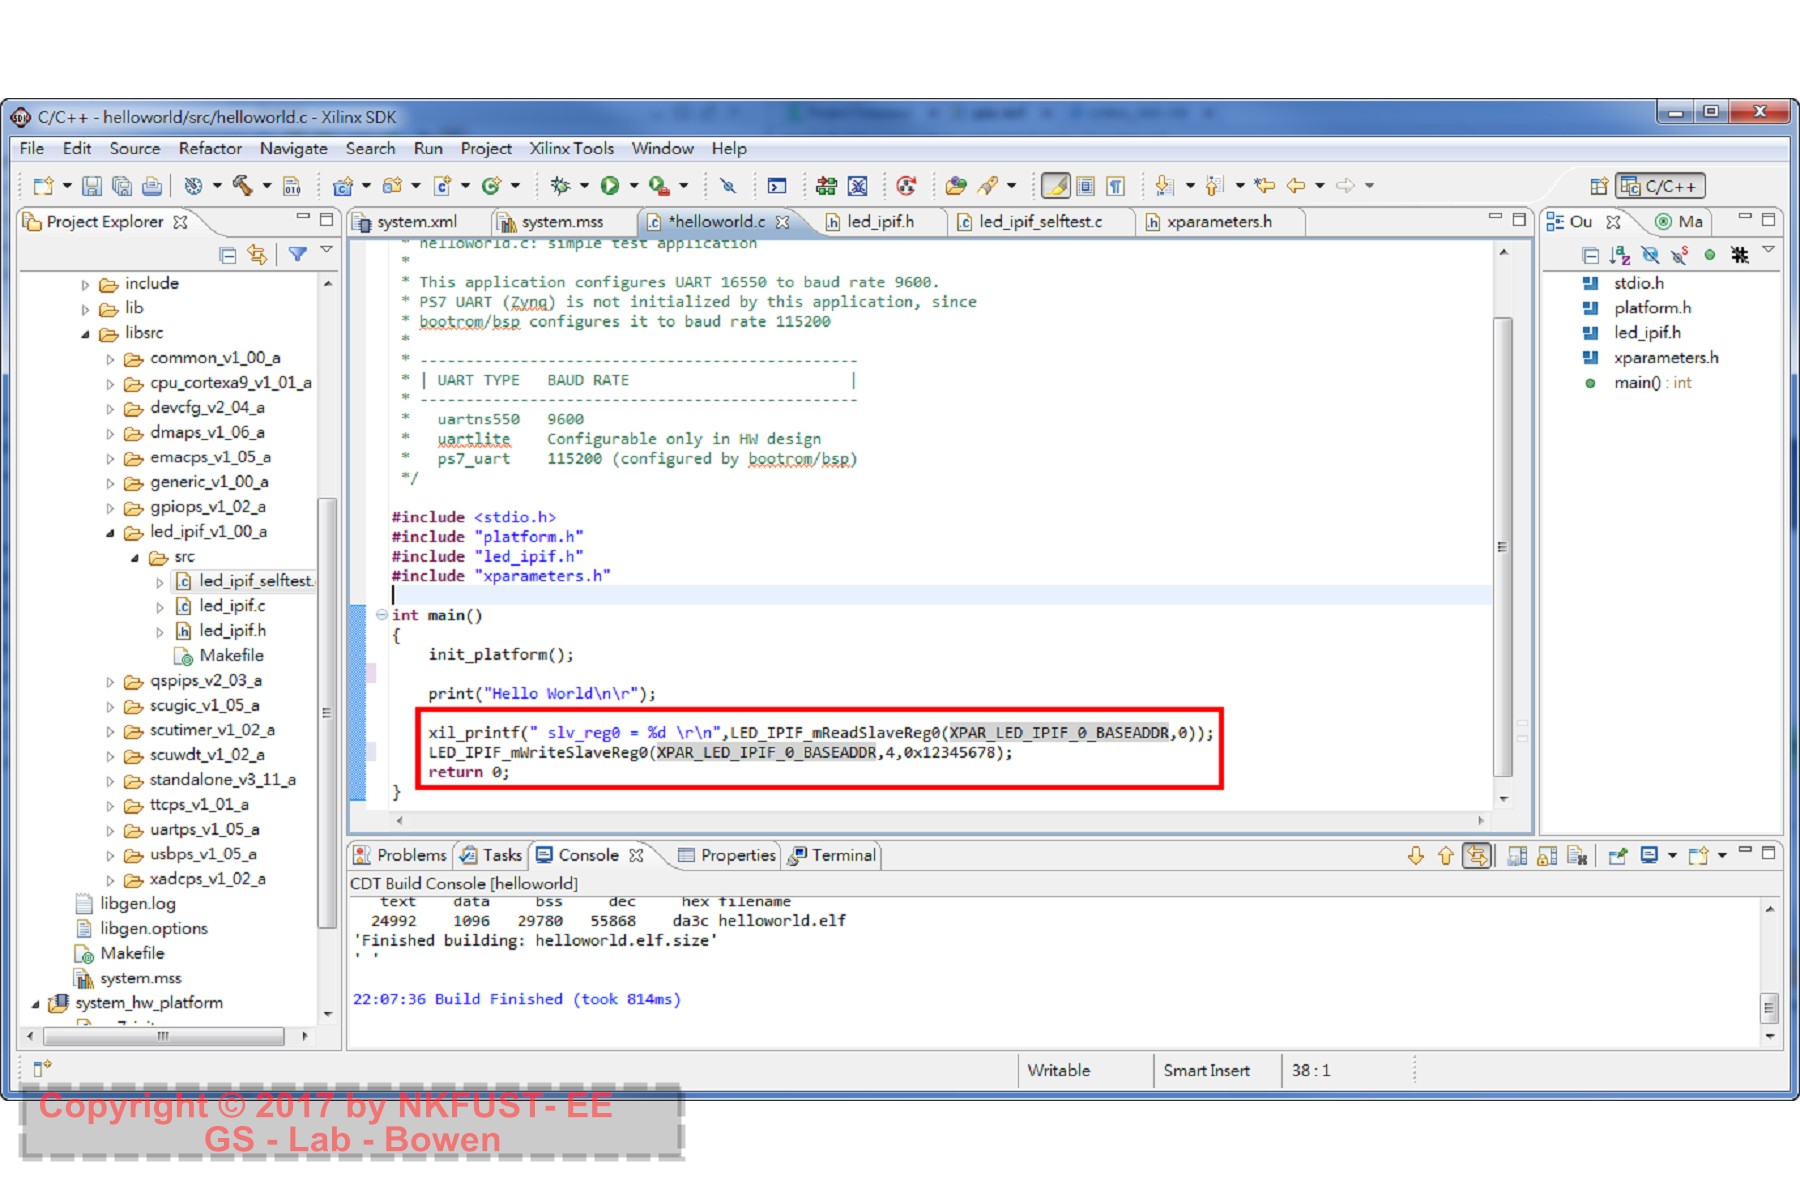 C/C++ - helloworld/src/helloworld.c - Xilinx SDK
File Edit Source Refactor Navigate Search Run Project Xilinx Tools Window Help
C/C++
Project Explorer
system.xml system.mss *helloworld.c led_ipif.h led_ipif_selftest.c xparameters.h
Ou Ma
include
lib
libsrc
common_v1_00_a
cpu_cortexa9_v1_01_a
devcfg_v2_04_a
dmaps_v1_06_a
emacps_v1_05_a
generic_v1_00_a
gpiops_v1_02_a
led_ipif_v1_00_a
src
led_ipif_selftest.
led_ipif.c
led_ipif.h
Makefile
qspips_v2_03_a
scugic_v1_05_a
scutimer_v1_02_a
scuwdt_v1_02_a
standalone_v3_11_a
ttcps_v1_01_a
uartps_v1_05_a
usbps_v1_05_a
xadcps_v1_02_a
libgen.log
libgen.options
Makefile
system.mss
system_hw_platform
* helloworld.c: simple test application
*
* This application configures UART 16550 to baud rate 9600.
* PS7 UART (Zynq) is not initialized by this application, since
* bootrom/bsp configures it to baud rate 115200
*
* ------------------------------------------------
* | UART TYPE   BAUD RATE                        |
* ------------------------------------------------
*   uartns550   9600
*   uartlite    Configurable only in HW design
*   ps7_uart    115200 (configured by bootrom/bsp)
*/
#include <stdio.h>
#include "platform.h"
#include "led_ipif.h"
#include "xparameters.h"
int main()
{
init_platform();
print("Hello World\n\r");
xil_printf(" slv_reg0 = %d \r\n",LED_IPIF_mReadSlaveReg0(XPAR_LED_IPIF_0_BASEADDR,0));
LED_IPIF_mWriteSlaveReg0(XPAR_LED_IPIF_0_BASEADDR,4,0x12345678);
return 0;
}
stdio.h
platform.h
led_ipif.h
xparameters.h
main() : int
Problems Tasks Console Properties Terminal
CDT Build Console [helloworld]
text data bss dec hex filename
24992 1096 29780 55868 da3c helloworld.elf
'Finished building: helloworld.elf.size'
' '
22:07:36 Build Finished (took 814ms)
Writable Smart Insert 38 : 1
Copyright © 2017 by NKFUST- EE
GS - Lab - Bowen